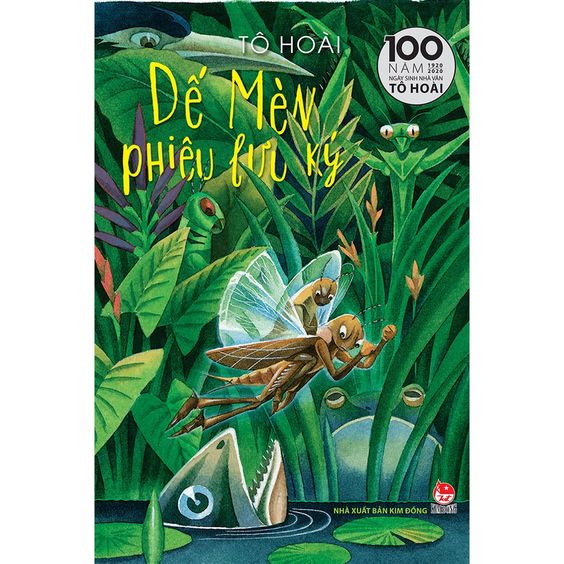 TÔ HOÀI
100
NĂM 1920 2020
NGÀY SINH NHÀ VĂN
TÔ HOÀI
Dế Mèn
phiêu lưu ký
NHÀ XUẤT BẢN KIM ĐỒNG